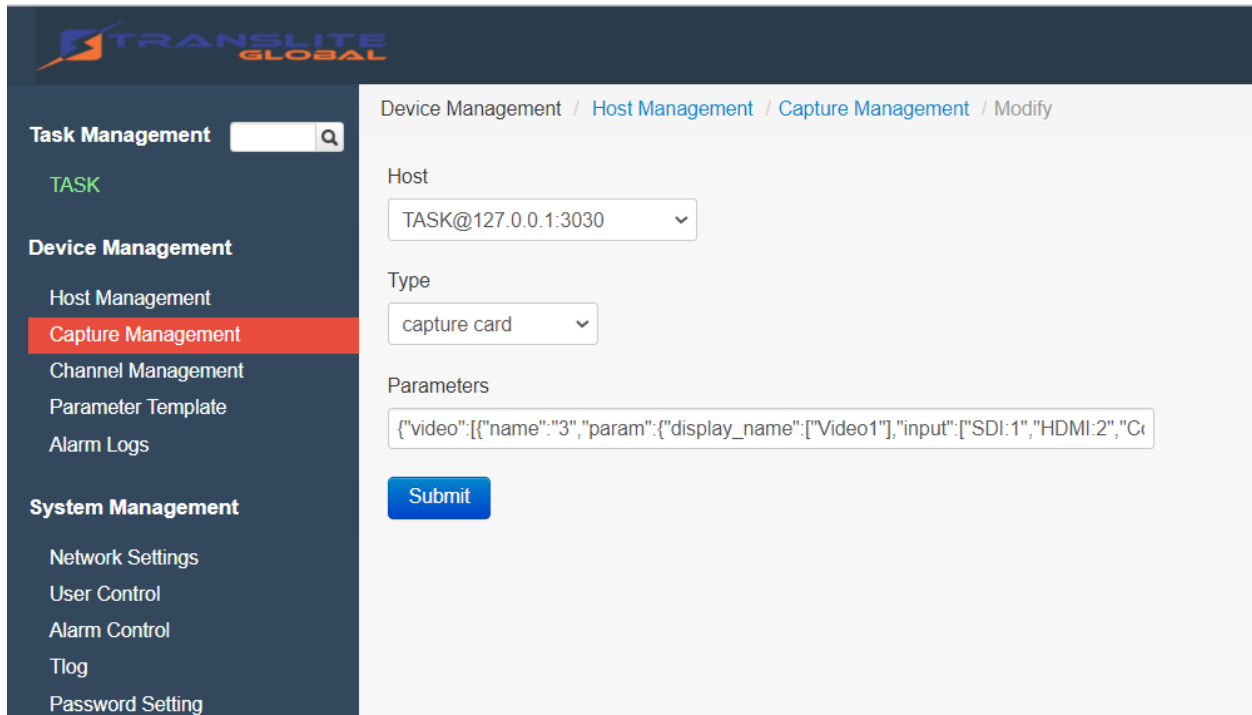 TRANSLITE
GLOBAL
Task Management
TASK
Device Management
Host Management
Capture Management
Channel Management
Parameter Template
Alarm Logs
System Management
Network Settings
User Control
Alarm Control
Tlog
Password Setting
Device Management / Host Management / Capture Management / Modify
Host
TASK@127.0.0.1:3030
Type
capture card
Parameters
{"video":[{"name":"3","param":{"display_name":["Video1"],"input":["SDI:1","HDMI:2","Co
Submit